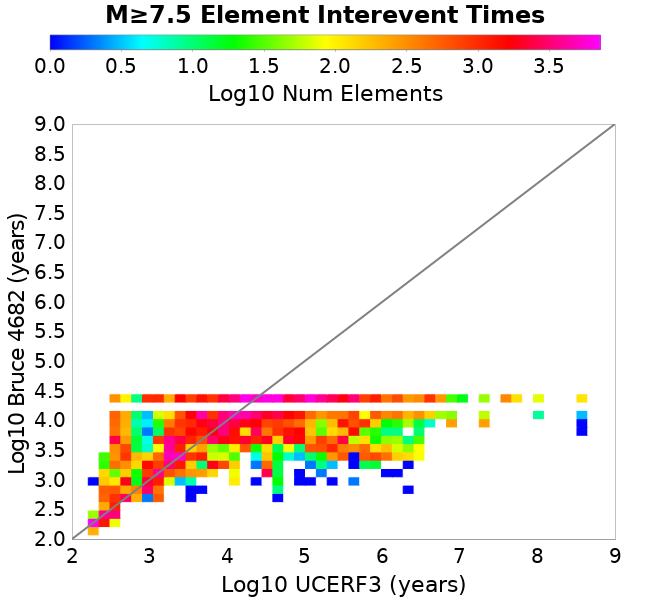 M≥7.5 Element Interevent Times
0.0 0.5 1.0 1.5 2.0 2.5 3.0 3.5
Log10 Num Elements
9.0
8.5
8.0
7.5
7.0
6.5
6.0
5.5
5.0
4.5
4.0
3.5
3.0
2.5
2.0
Log10 Bruce 4682 (years)
2 3 4 5 6 7 8 9
Log10 UCERF3 (years)